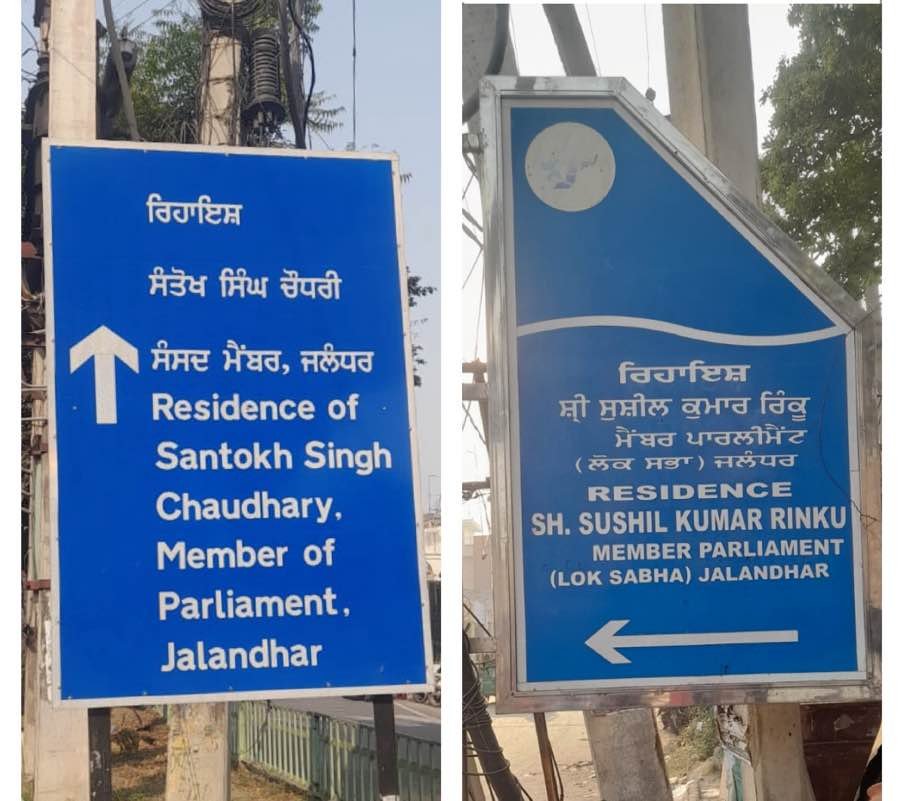 ਰਿਹਾਇਸ਼
ਸੰਤੋਖ ਸਿੰਘ ਚੌਧਰੀ
ਸੰਸਦ ਮੈਂਬਰ, ਜਲੰਧਰ
Residence of
Santokh Singh
Chaudhary,
Member of
Parliament,
Jalandhar
ਰਿਹਾਇਸ਼
ਸ਼੍ਰੀ ਸੁਸ਼ੀਲ ਕੁਮਾਰ ਰਿੰਕੂ
ਮੈਂਬਰ ਪਾਰਲੀਮੈਂਟ
(ਲੋਕ ਸਭਾ) ਜਲੰਧਰ
RESIDENCE
SH. SUSHIL KUMAR RINKU
MEMBER PARLIAMENT
(LOK SABHA) JALANDHAR